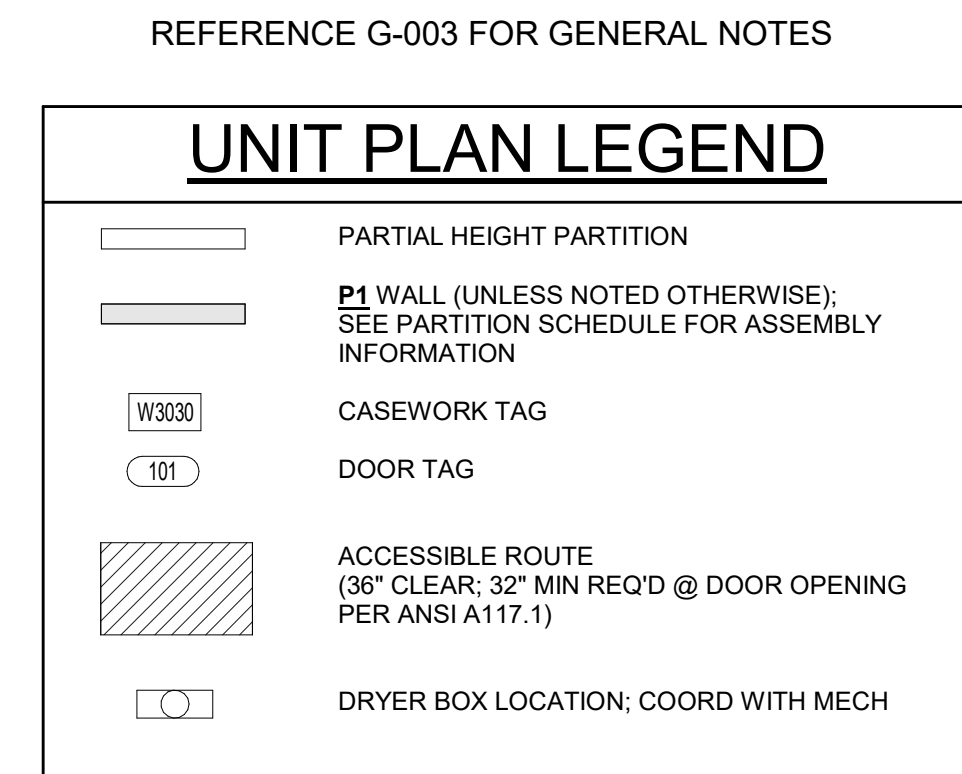 REFERENCE G-003 FOR GENERAL NOTES
UNIT PLAN LEGEND
PARTIAL HEIGHT PARTITION
P1 WALL (UNLESS NOTED OTHERWISE);
SEE PARTITION SCHEDULE FOR ASSEMBLY
INFORMATION
W3030 CASEWORK TAG
101 DOOR TAG
ACCESSIBLE ROUTE
(36" CLEAR; 32" MIN REQ'D @ DOOR OPENING
PER ANSI A117.1)
DRYER BOX LOCATION; COORD WITH MECH